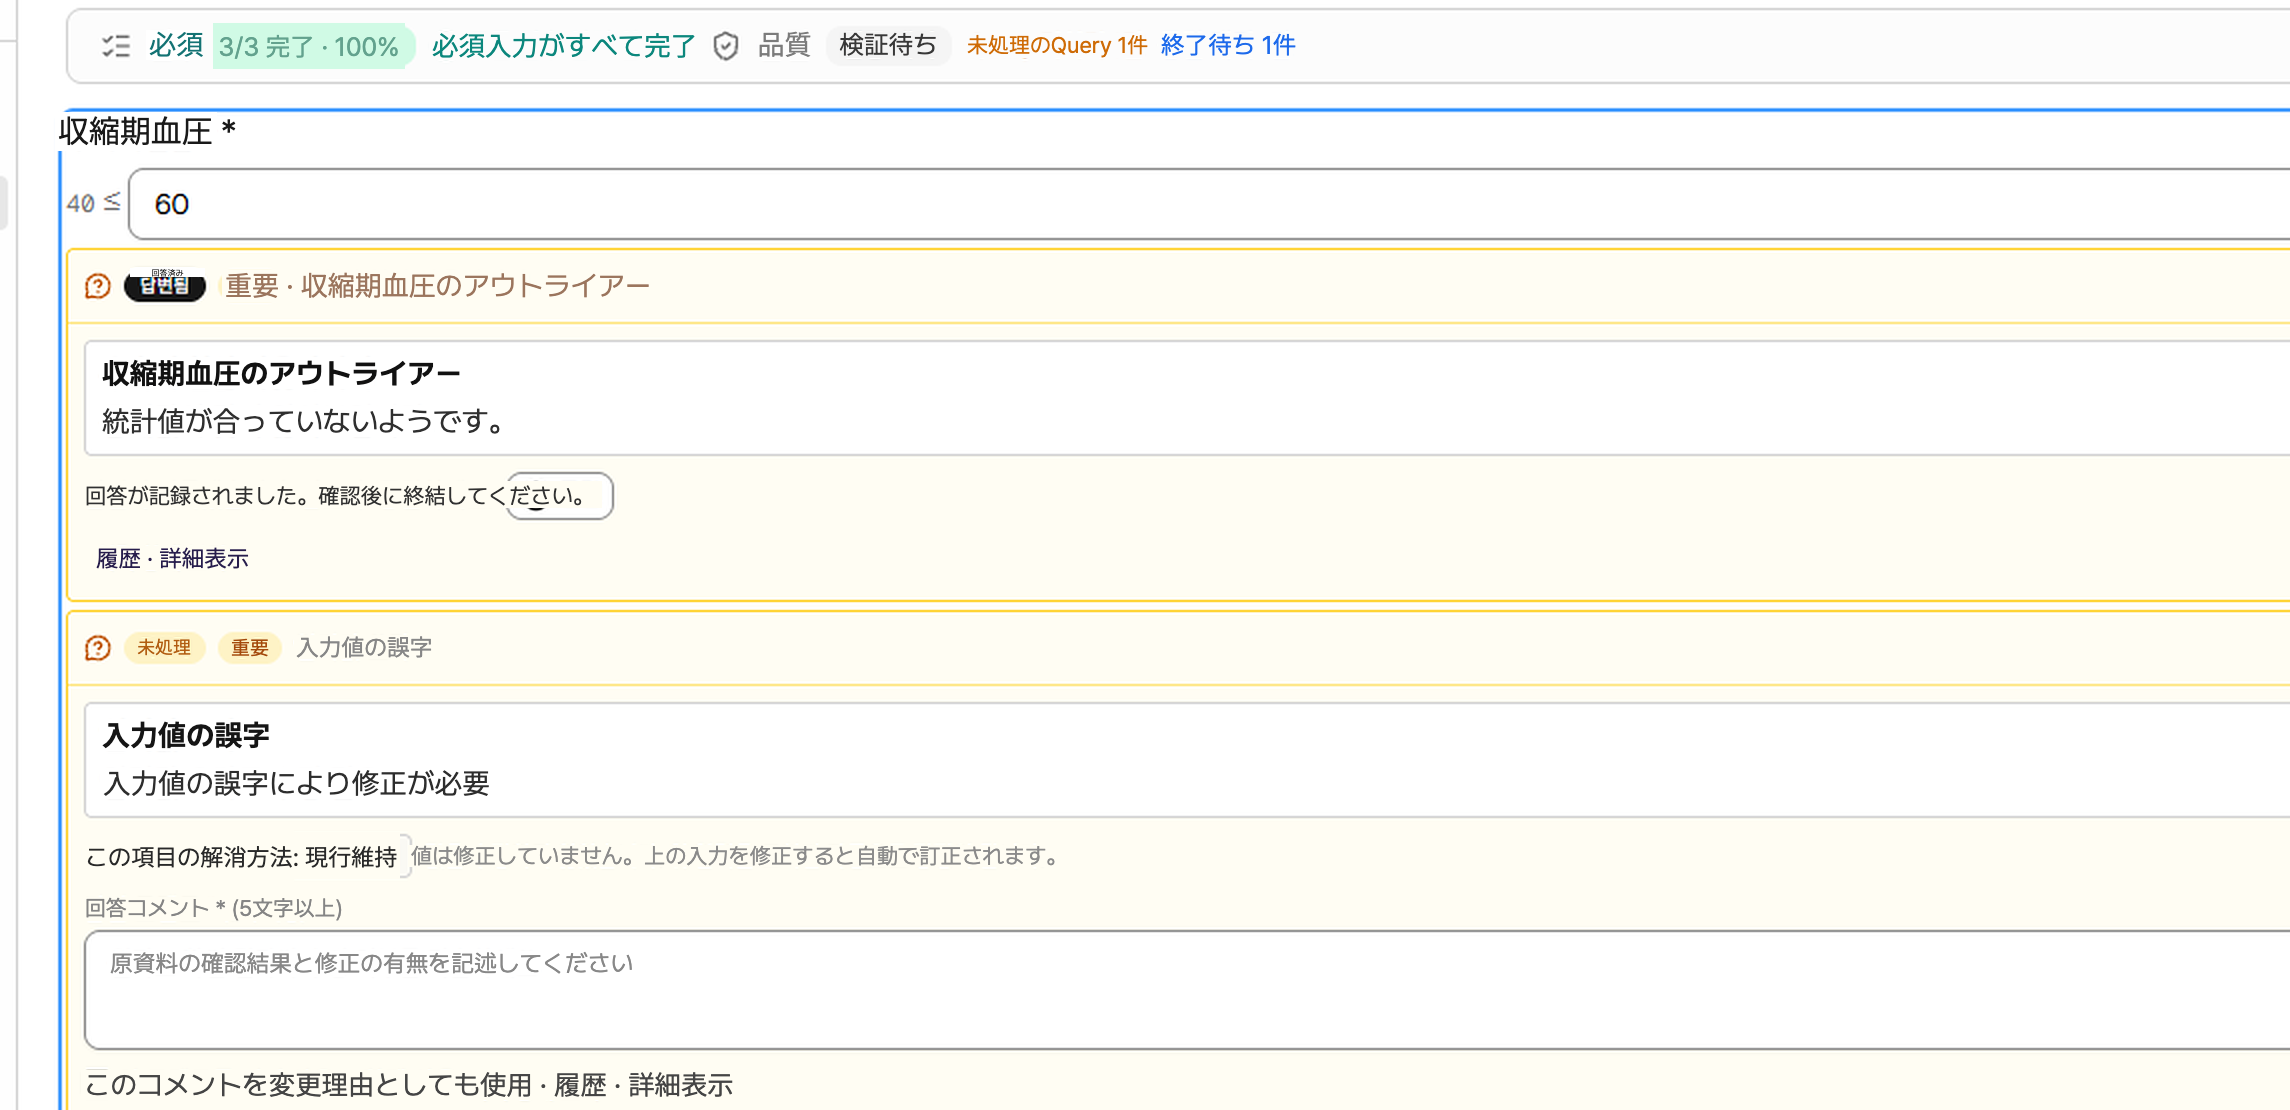 必須 3/3 完了 · 100% 必須入力がすべて完了 品質 検証待ち 未処理のQuery 1件 終了待ち 1件
収縮期血圧 *
40 ≤ 60
回答済み
답변됨 重要 · 収縮期血圧のアウトライアー
収縮期血圧のアウトライアー
統計値が合っていないようです。
回答が記録されました。確認後に終結してください。
履歴 · 詳細表示
未処理 重要 入力値の誤字
入力値の誤字
入力値の誤字により修正が必要
この項目の解消方法: 現行維持 値は修正していません。上の入力を修正すると自動で訂正されます。
回答コメント * (5文字以上)
原資料の確認結果と修正の有無を記述してください
このコメントを変更理由としても使用 · 履歴 · 詳細表示